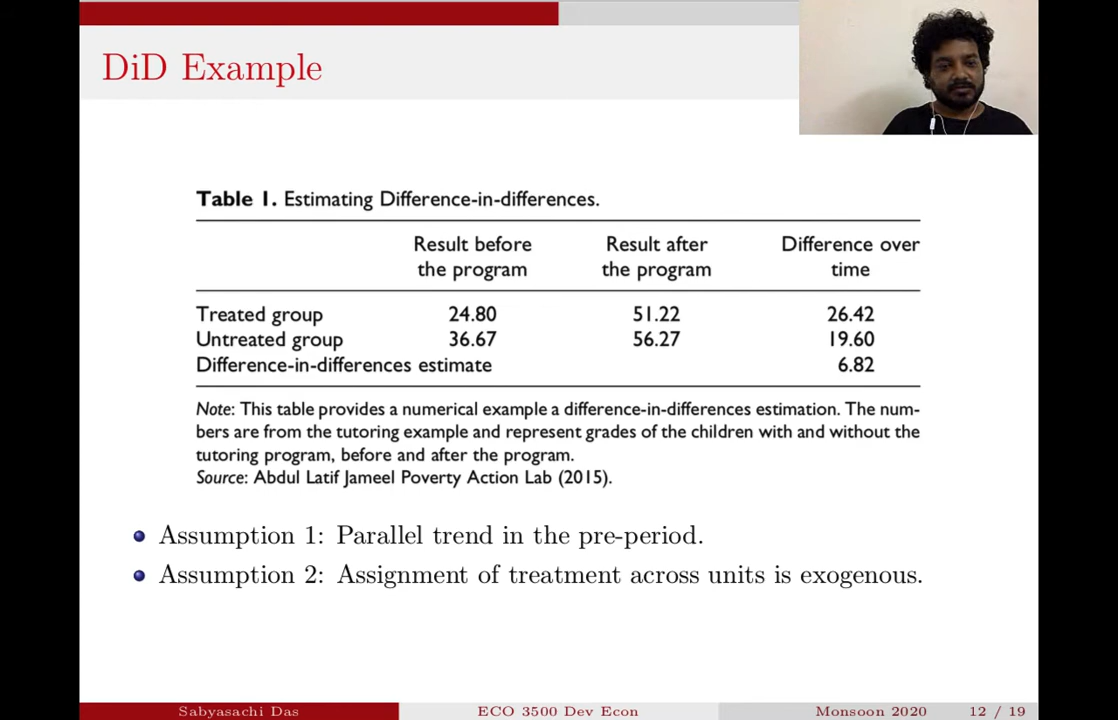 DiD Example
Table 1. Estimating Difference-in-differences.
Result before Result after Difference over
the program the program time
Treated group 24.80 51.22 26.42
Untreated group 36.67 56.27 19.60
Difference-in-differences estimate 6.82
Note: This table provides a numerical example a difference-in-differences estimation. The num-
bers are from the tutoring example and represent grades of the children with and without the
tutoring program, before and after the program.
Source: Abdul Latif Jameel Poverty Action Lab (2015).
Assumption 1: Parallel trend in the pre-period.
Assumption 2: Assignment of treatment across units is exogenous.
Sabyasachi Das ECO 3500 Dev Econ Monsoon 2020 12 / 19